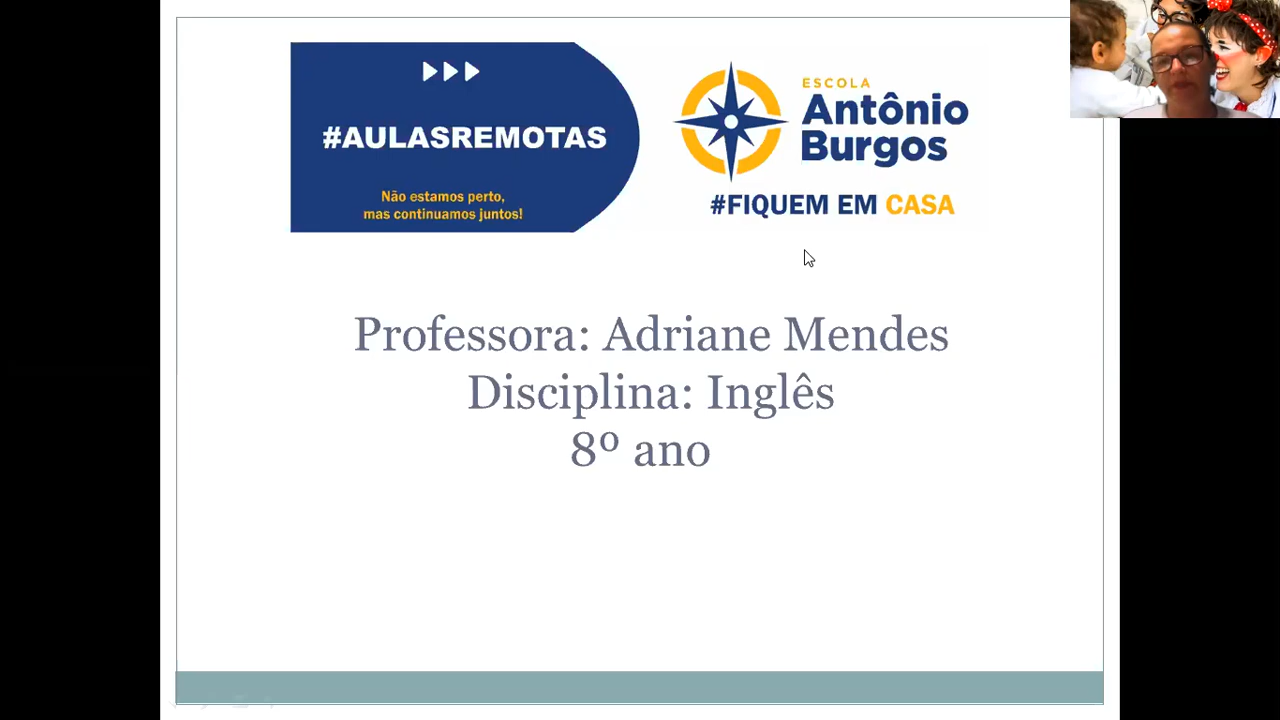 #AULASREMOTAS
Não estamos perto,
mas continuamos juntos!
ESCOLA
Antônio
Burgos
#FIQUEM EM CASA
Professora: Adriane Mendes
Disciplina: Inglês
8º ano